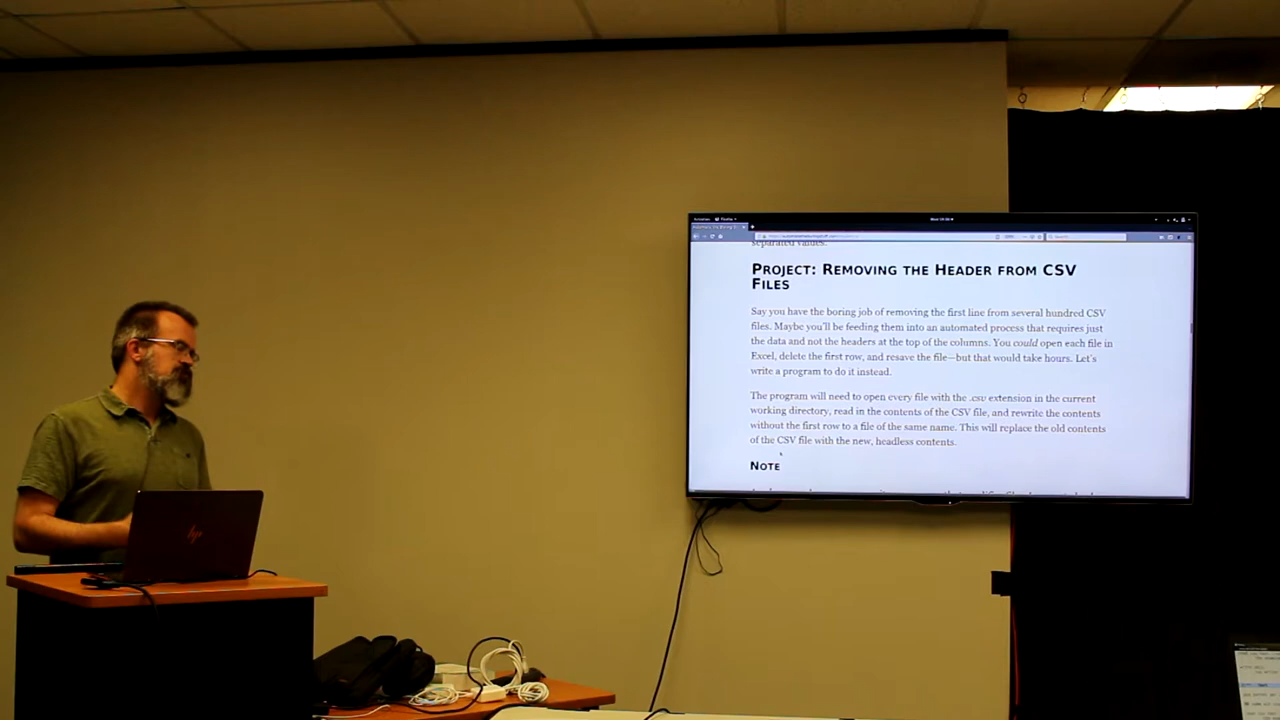 separated values.
Project: Removing the Header from CSV
Files
Say you have the boring job of removing the first line from several hundred CSV
files. Maybe you'll be feeding them into an automated process that requires just
the data and not the headers at the top of the columns. You could open each file in
Excel, delete the first row, and resave the file—but that would take hours. Let's
write a program to do it instead.
The program will need to open every file with the .csv extension in the current
working directory, read in the contents of the CSV file, and rewrite the contents
without the first row to a file of the same name. This will replace the old contents
of the CSV file with the new, headless contents.
Note
hp